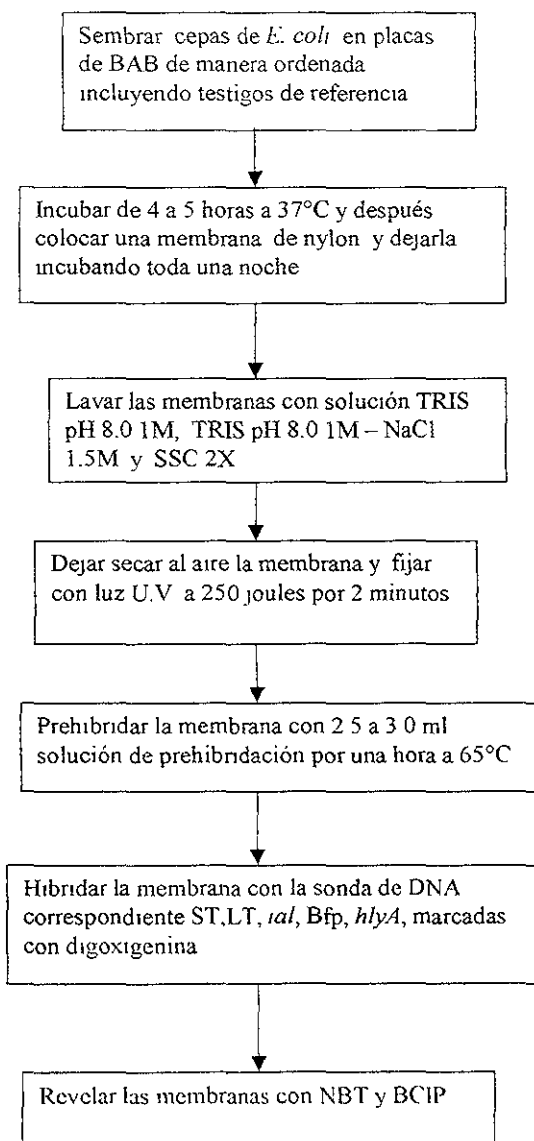 Sembrar cepas de E. coli en placas
de BAB de manera ordenada
incluyendo testigos de referencia
Incubar de 4 a 5 horas a 37°C y después
colocar una membrana de nylon y dejarla
incubando toda una noche
Lavar las membranas con solución TRIS
pH 8.0 1M, TRIS pH 8.0 1M – NaCl
1.5M y SSC 2X
Dejar secar al aire la membrana y fijar
con luz U.V a 250 joules por 2 minutos
Prehibridar la membrana con 2 5 a 3 0 ml
solución de prehibridación por una hora a 65°C
Hibridar la membrana con la sonda de DNA
correspondiente ST,LT, ial, Bfp, hlyA, marcadas
con digoxigenina
Revelar las membranas con NBT y BCIP